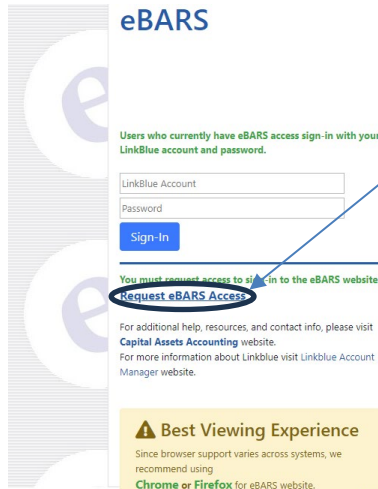 eBARS
Users who currently have eBARS access sign-in with your
LinkBlue account and password.
LinkBlue Account
Password
Sign-In
You must request access to sign-in to the eBARS website
Request eBARS Access
For additional help, resources, and contact info, please visit
Capital Assets Accounting website.
For more information about Linkblue visit Linkblue Account
Manager website.
Best Viewing Experience
Since browser support varies across systems, we
recommend using
Chrome or Firefox for eBARS website.